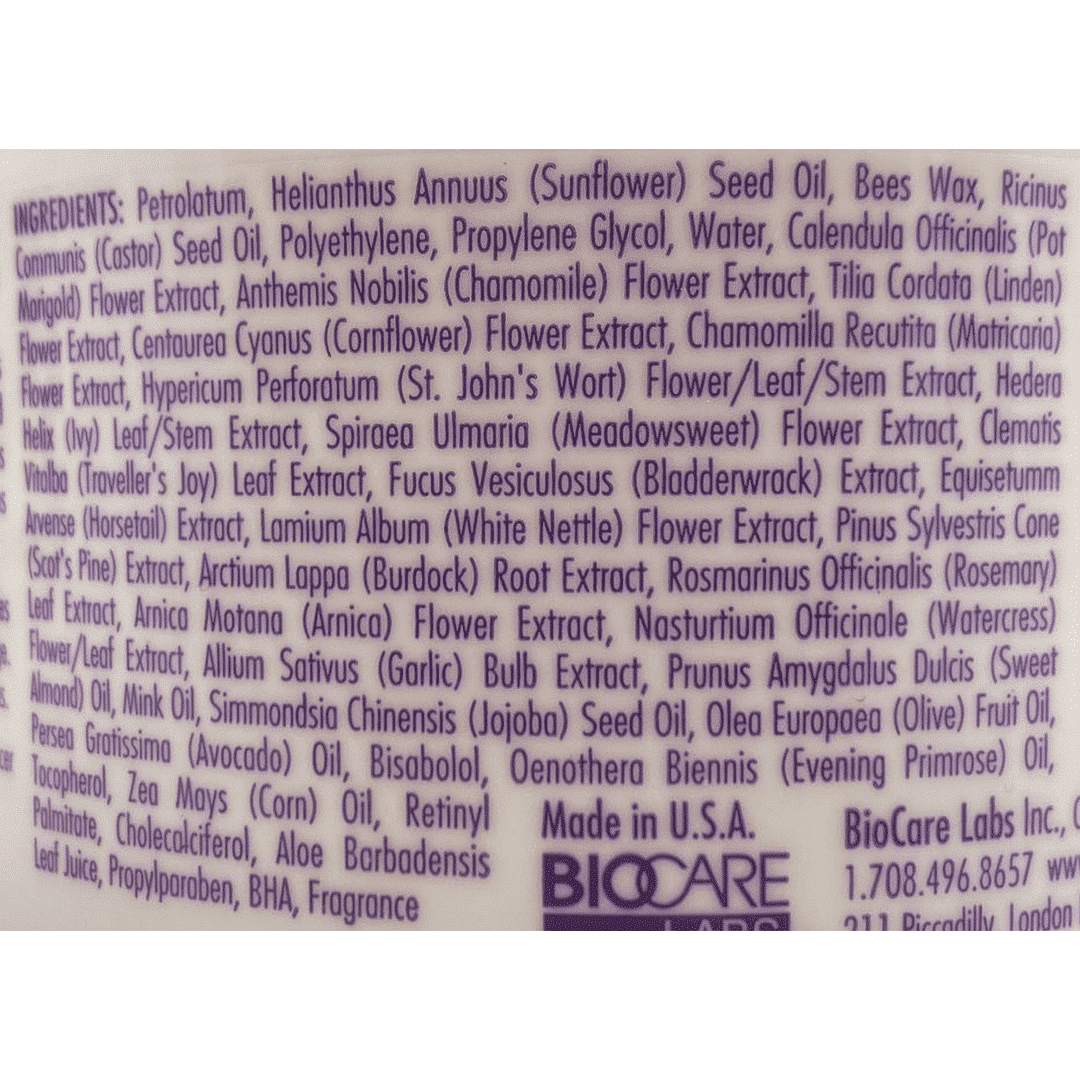 INGREDIENTS: Petrolatum, Helianthus Annuus (Sunflower) Seed Oil, Bees Wax, Ricinus
Communis (Castor) Seed Oil, Polyethylene, Propylene Glycol, Water, Calendula Officinalis (Pot
Marigold) Flower Extract, Anthemis Nobilis (Chamomile) Flower Extract, Tilia Cordata (Linden)
Flower Extract, Centaurea Cyanus (Cornflower) Flower Extract, Chamomilla Recutita (Matricaria)
Flower Extract, Hypericum Perforatum (St. John's Wort) Flower/Leaf/Stem Extract, Hedera
Helix (Ivy) Leaf/Stem Extract, Spiraea Ulmaria (Meadowsweet) Flower Extract, Clematis
Vitalba (Traveller's Joy) Leaf Extract, Fucus Vesiculosus (Bladderwrack) Extract, Equisetumm
Arvense (Horsetail) Extract, Lamium Album (White Nettle) Flower Extract, Pinus Sylvestris Cone
(Scot's Pine) Extract, Arctium Lappa (Burdock) Root Extract, Rosmarinus Officinalis (Rosemary)
Leaf Extract, Arnica Motana (Arnica) Flower Extract, Nasturtium Officinale (Watercress)
Flower/Leaf Extract, Allium Sativus (Garlic) Bulb Extract, Prunus Amygdalus Dulcis (Sweet
Almond) Oil, Mink Oil, Simmondsia Chinensis (Jojoba) Seed Oil, Olea Europaea (Olive) Fruit Oil,
Persea Gratissima (Avocado) Oil, Bisabolol, Oenothera Biennis (Evening Primrose) Oil,
Tocopherol, Zea Mays (Corn) Oil, Retinyl
Palmitate, Cholecalciferol, Aloe Barbadensis
Leaf Juice, Propylparaben, BHA, Fragrance
Made in U.S.A.
BIOCARE
LABS
BioCare Labs Inc.,
1.708.496.8657
211 Piccadilly, London